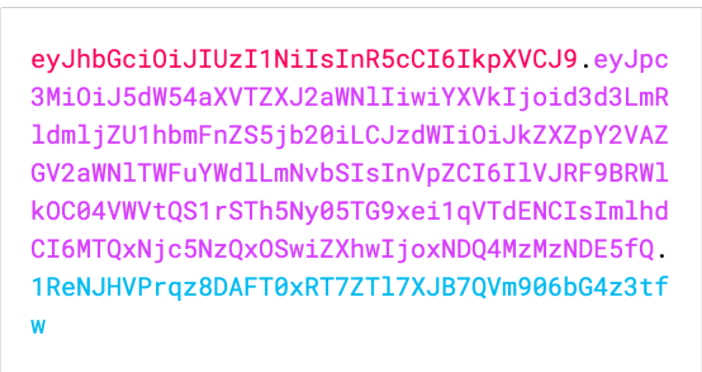 eyJhbGciOiJIUzI1NiIsInR5cCI6IkpXVCJ9.eyJpc
3MiOiJ5dW54aXVTZXJ2aWNlIiwiYXVkIjoid3d3LmR
ldmljZU1hbmFnZS5jb20iLCJzdWIiOiJkZXZpY2VAZ
GV2aWNlTWFuYWdlLmNvbSIsInVpZCI6IlVJRF9BRWl
kOC04VWVtQS1rSTh5Ny05TG9xei1qVTdENCIsImlhd
CI6MTQxNjc5NzQxOSwiZXhwIjoxNDQ4MzMzNDE5fQ.
1ReNJHVPrqz8DAFT0xRT7ZTl7XJB7QVm906bG4z3tf
w